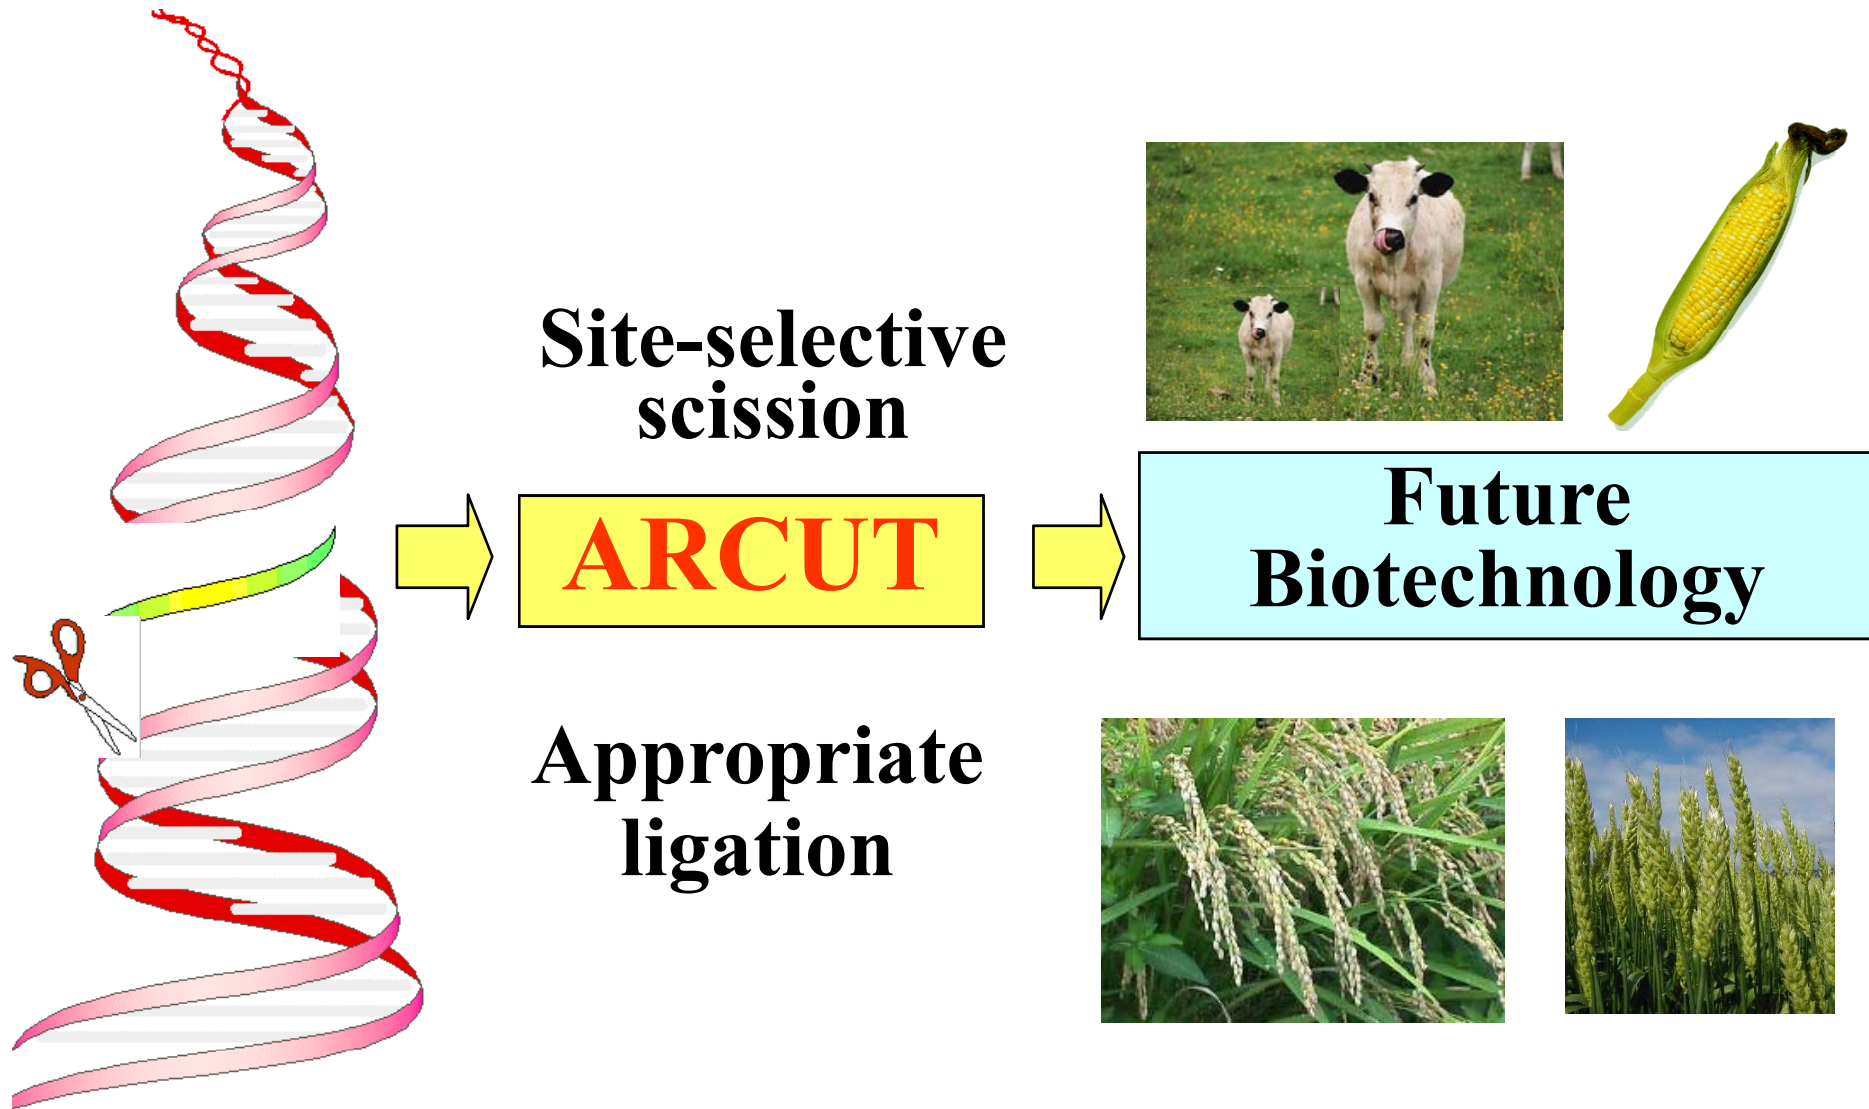 Site-selective
scission
ARCUT
Appropriate
ligation
Future
Biotechnology